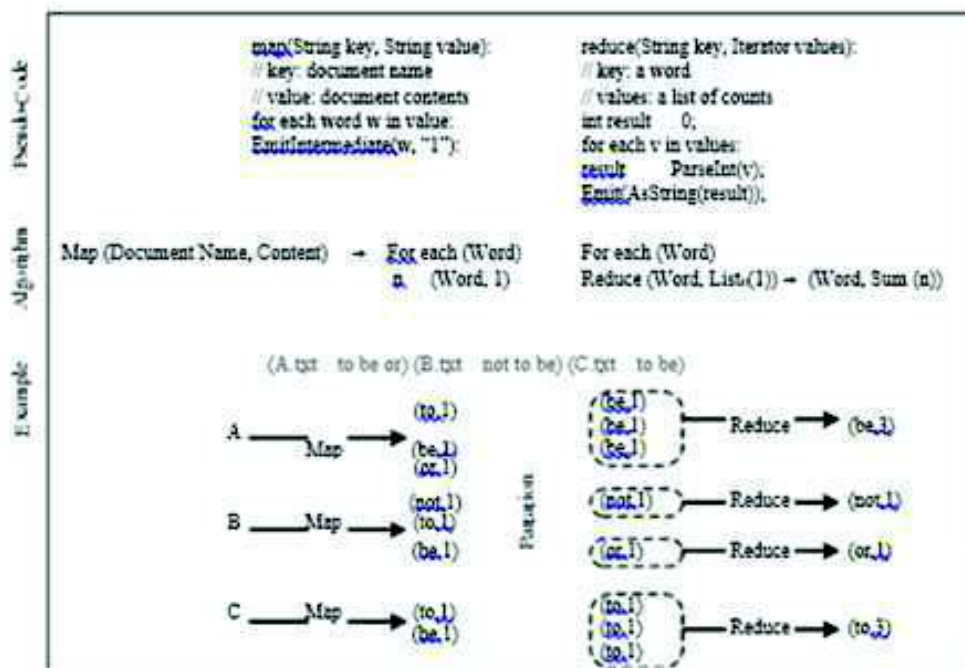 Pseudo-Code
map(String key, String value):
// key: document name
// value: document contents
for each word w in value:
EmitIntermediate(w, "1"):
reduce(String key, Iterator values):
// key: a word
// values: a list of counts
int result 0;
for each v in values:
result ParseInt(v);
Emit(AsString(result));
Algorithm
Map (Document Name, Content) → For each (Word)
n (Word, 1)
For each (Word)
Reduce (Word, List (1)) → (Word, Sum (n))
Example
(A.txt to be or) (B.txt not to be) (C.txt to be)
A
Map
(to,1)
(be,1)
(or,1)
B
Map
(not,1)
(to,1)
(be,1)
C
Map
(to,1)
(be,1)
Partition
(be,1)
(be,1)
(be,1)
Reduce
(be,3)
(not,1)
Reduce
(not,1)
(or,1)
Reduce
(or,1)
(to,1)
(to,1)
(to,1)
Reduce
(to,3)